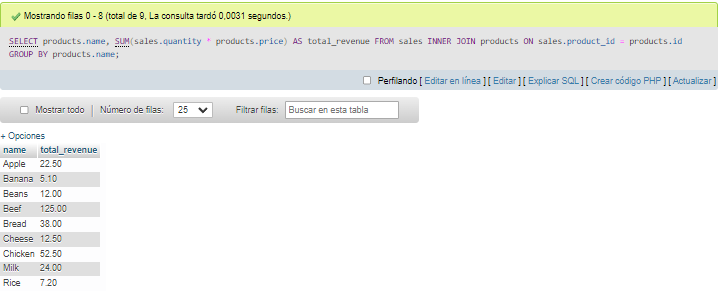 Mostrando filas 0 - 8 (total de 9, La consulta tardó 0,0031 segundos.)
SELECT products.name, SUM(sales.quantity * products.price) AS total_revenue FROM sales INNER JOIN products ON sales.product_id = products.id
GROUP BY products.name;
Perfilando [ Editar en línea ] [ Editar ] [ Explicar SQL ] [ Crear código PHP ] [ Actualizar ]
Mostrar todo | Número de filas: 25 Filtrar filas: Buscar en esta tabla
+ Opciones
name total_revenue
Apple 22.50
Banana 5.10
Beans 12.00
Beef 125.00
Bread 38.00
Cheese 12.50
Chicken 52.50
Milk 24.00
Rice 7.20